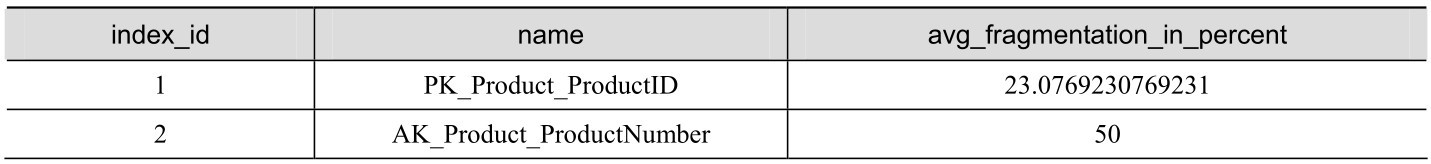 index_id name avg_fragmentation_in_percent
1 PK_Product_ProductID 23.0769230769231
2 AK_Product_ProductNumber 50